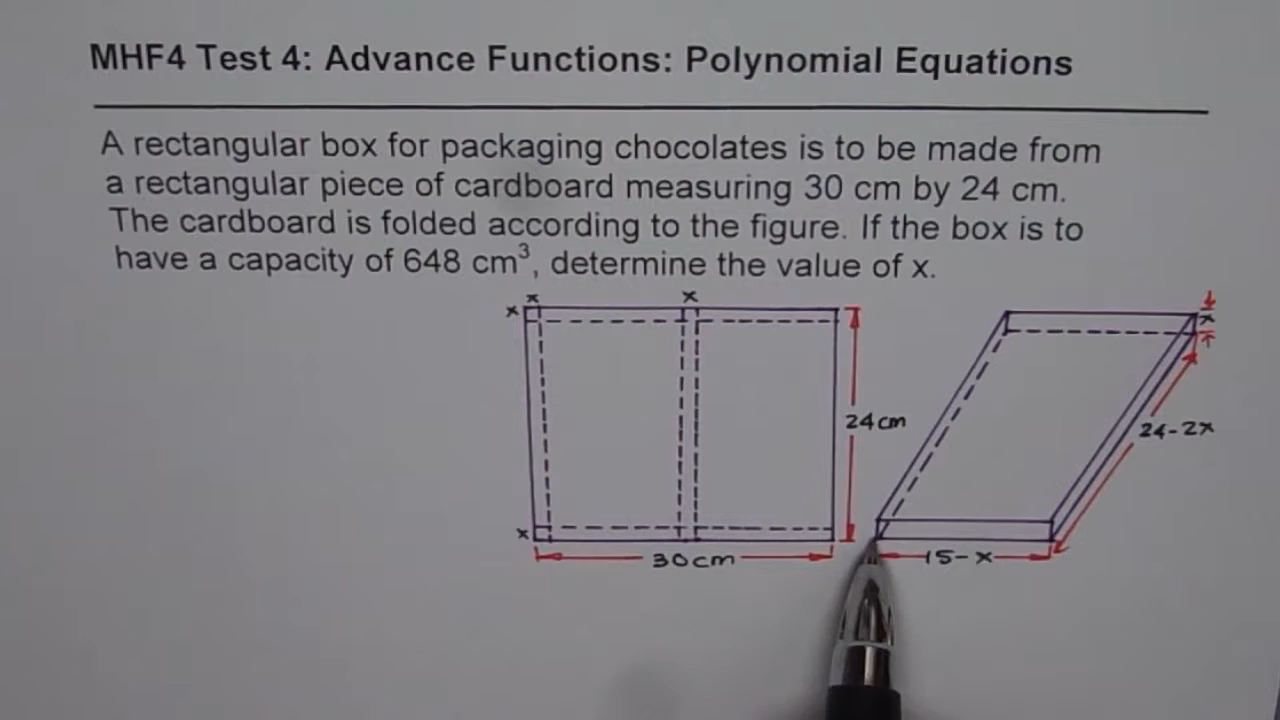 MHF4 Test 4: Advance Functions: Polynomial Equations
A rectangular box for packaging chocolates is to be made from
a rectangular piece of cardboard measuring 30 cm by 24 cm.
The cardboard is folded according to the figure. If the box is to
have a capacity of 648 cm³, determine the value of x.
x x
x
x
24cm
24-2x
x
30cm
15-x